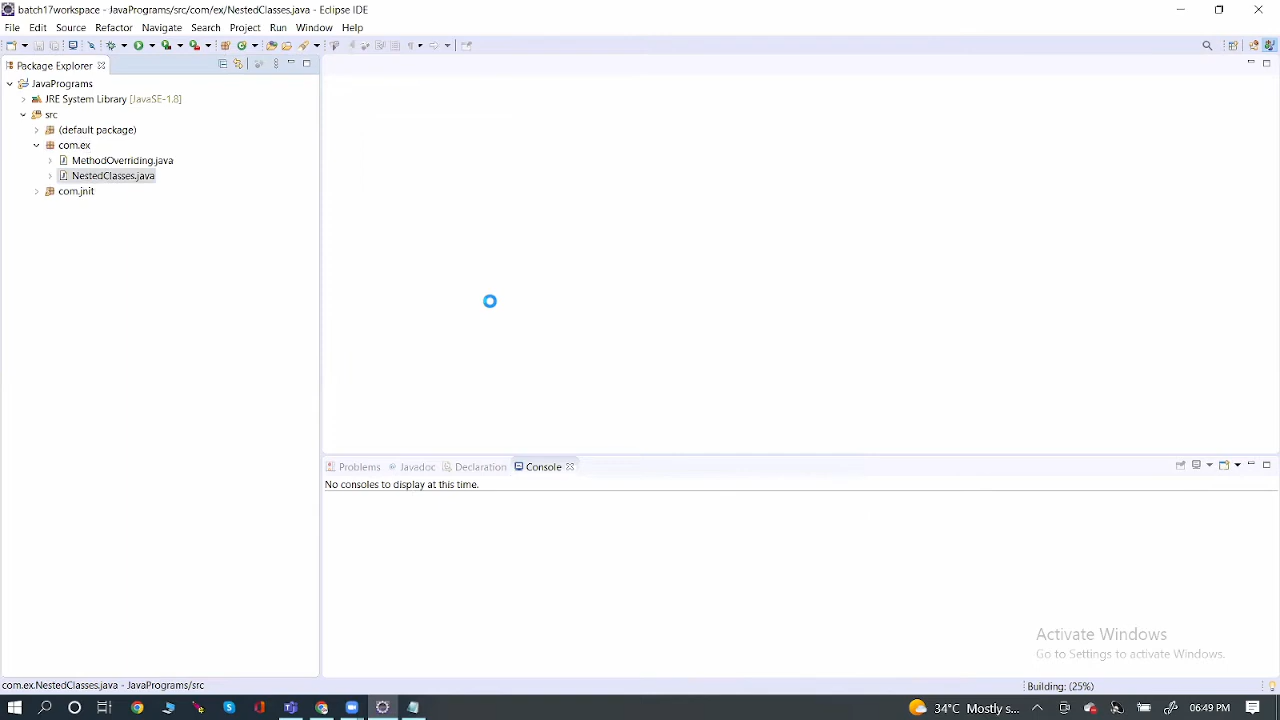 batch17workspace - JavaPrograms/src/com/ex/NestedClasses.java - Eclipse IDE
File Edit Source Refactor Navigate Search Project Run Window Help
Package Explorer
JavaPrograms
JRE System Library [JavaSE-1.8]
src
(default package)
com.ex
MethodOverriding.java
NestedClasses.java
com.jnit
Problems Javadoc Declaration Console
No consoles to display at this time.
Activate Windows
Go to Settings to activate Windows.
com.ex.NestedClasses.java - JavaPrograms/src
Building: (25%)
34°C Mostly s...
06:49 PM